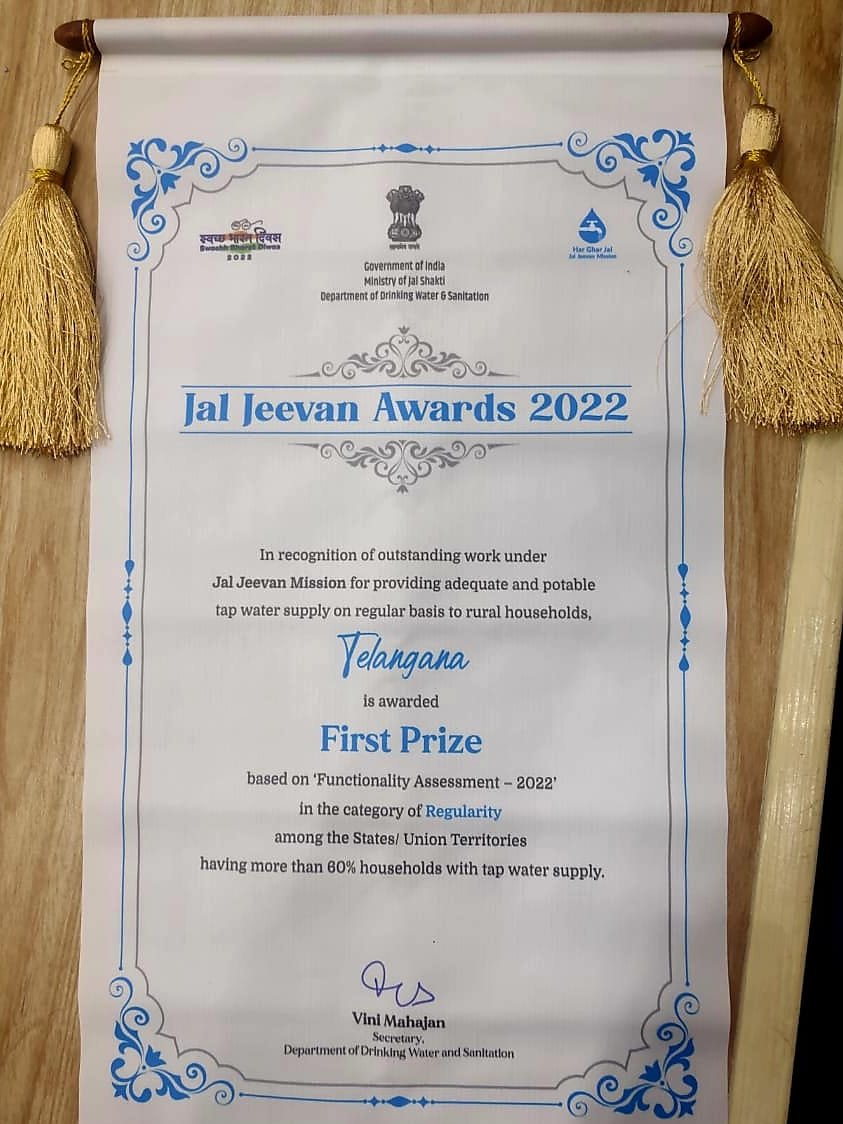 स्वच्छ भारत दिवस
Swachh Bharat Diwas
2022
सत्यमेव जयते
Government of India
Ministry of Jal Shakti
Department of Drinking Water & Sanitation
Har Ghar Jal
Jal Jeevan Mission
Jal Jeevan Awards 2022
In recognition of outstanding work under
Jal Jeevan Mission for providing adequate and potable
tap water supply on regular basis to rural households,
Telangana
is awarded
First Prize
based on ‘Functionality Assessment – 2022’
in the category of Regularity
among the States/ Union Territories
having more than 60% households with tap water supply.
Vini Mahajan
Secretary,
Department of Drinking Water and Sanitation